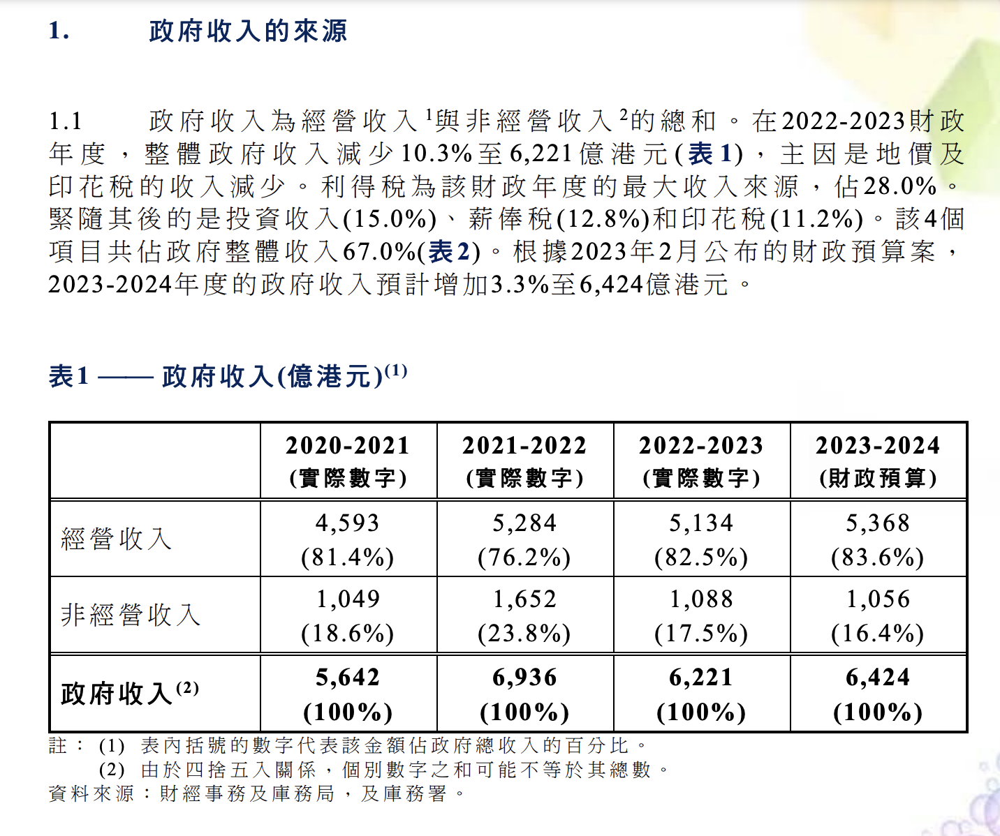 1. 政府收入的來源
1.1 政府收入為經營收入1與非經營收入2的總和。在2022-2023財政
年度，整體政府收入減少10.3%至6,221億港元(表1)，主因是地價及
印花稅的收入減少。利得稅為該財政年度的最大收入來源，佔28.0%。
緊隨其後的是投資收入(15.0%)、薪俸稅(12.8%)和印花稅(11.2%)。該4個
項目共佔政府整體收入67.0%(表2)。根據2023年2月公布的財政預算案，
2023-2024年度的政府收入預計增加3.3%至6,424億港元。
表1 —— 政府收入(億港元)(1)
2020-2021 2021-2022 2022-2023 2023-2024
(實際數字) (實際數字) (實際數字) (財政預算)
經營收入 4,593 5,284 5,134 5,368
(81.4%) (76.2%) (82.5%) (83.6%)
非經營收入 1,049 1,652 1,088 1,056
(18.6%) (23.8%) (17.5%) (16.4%)
政府收入(2) 5,642 6,936 6,221 6,424
(100%) (100%) (100%) (100%)
註： (1) 表內括號的數字代表該金額佔政府總收入的百分比。
(2) 由於四捨五入關係，個別數字之和可能不等於其總數。
資料來源：財經事務及庫務局，及庫務署。